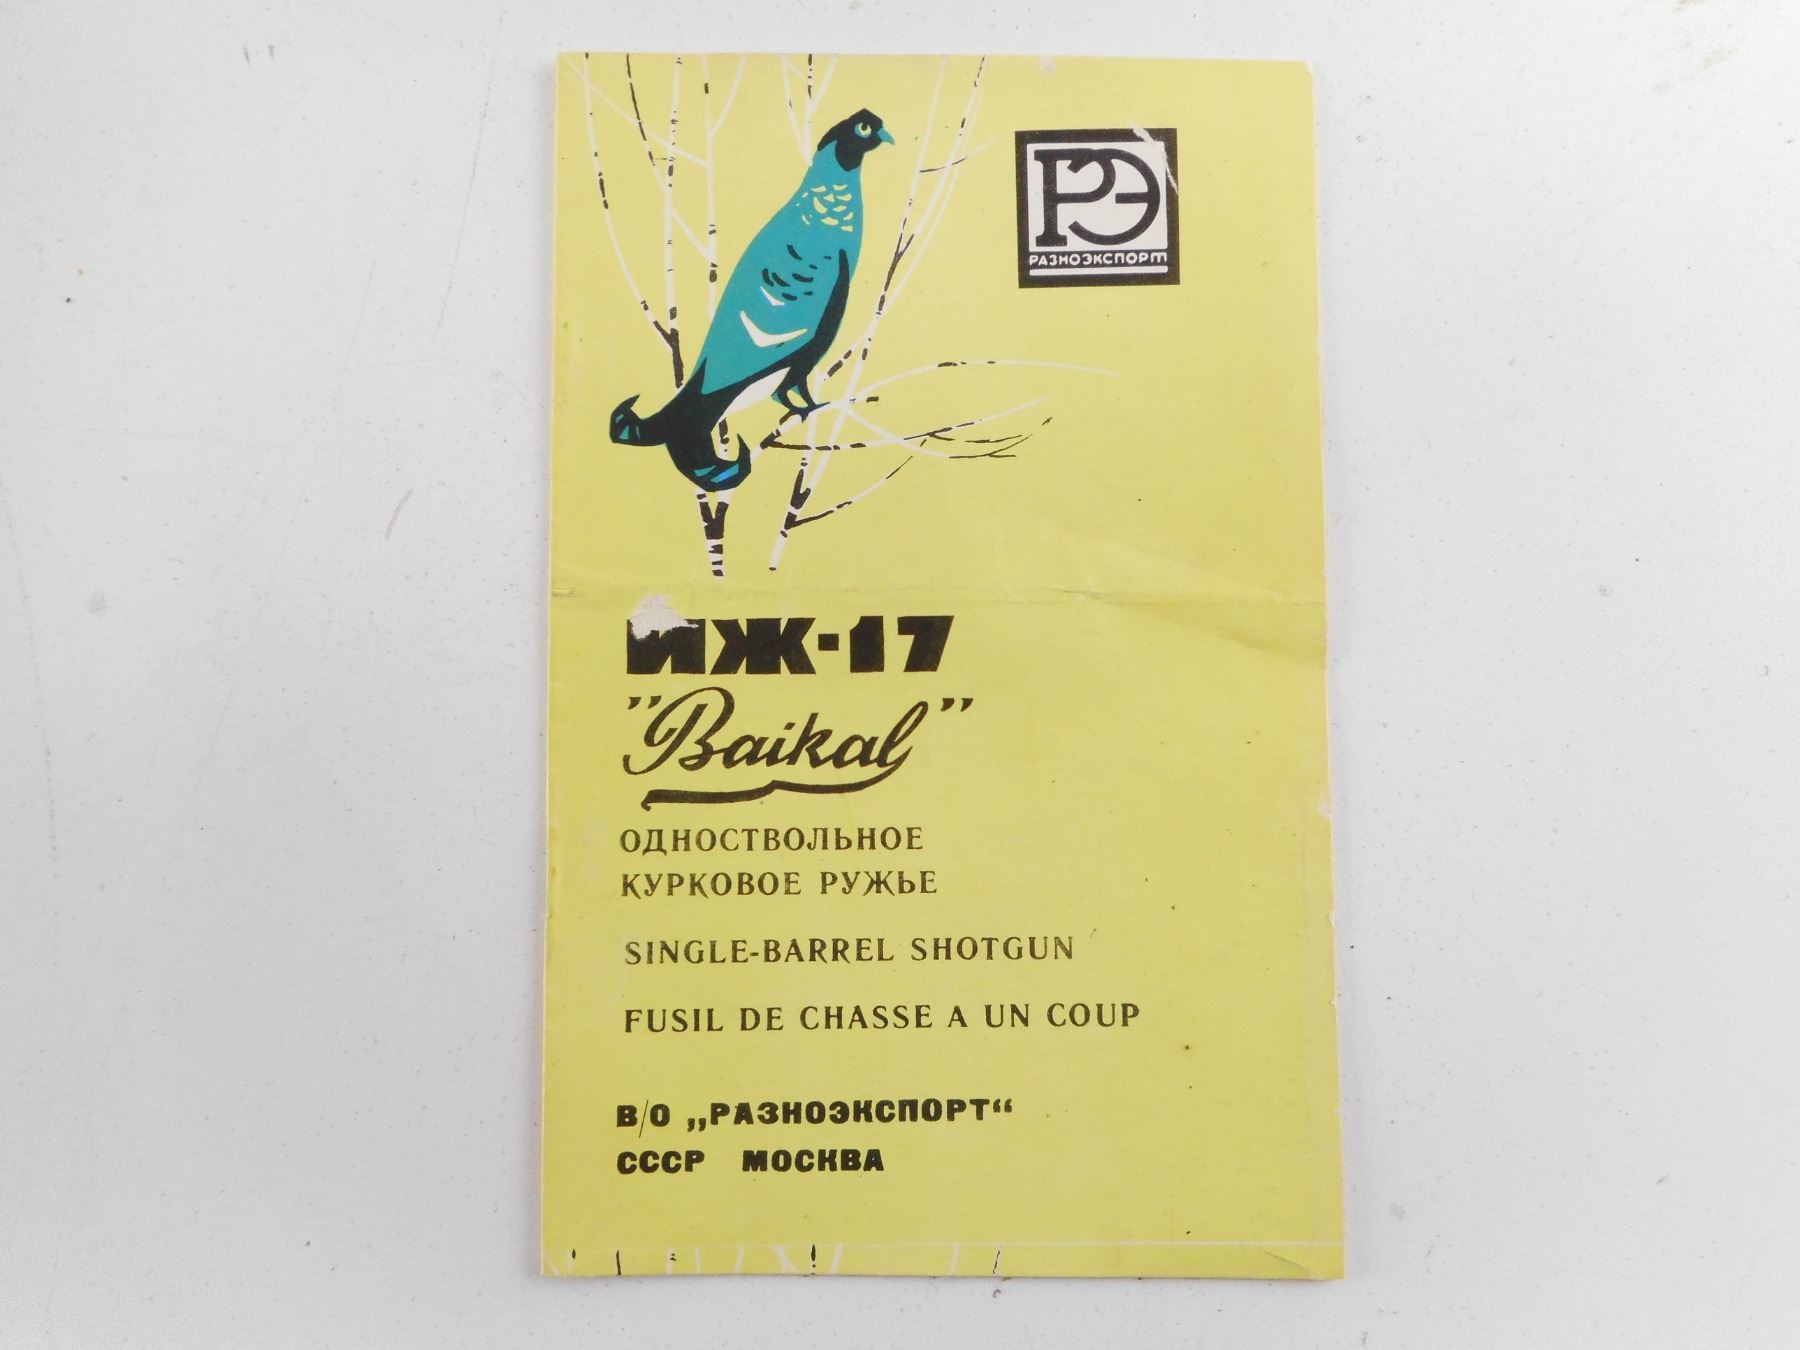 РЭ
РАЗНОЭКСПОРТ
ИЖ-17
"Baikal"
ОДНОСТВОЛЬНОЕ
КУРКОВОЕ РУЖЬЕ
SINGLE-BARREL SHOTGUN
FUSIL DE CHASSE A UN COUP
В/О „РАЗНОЭКСПОРТ“
СССР МОСКВА